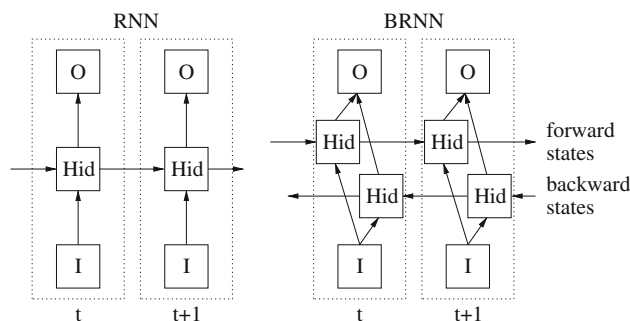 RNN
BRNN
O O O O
Hid Hid
Hid Hid
forward
states
Hid Hid
backward
states
I I I I
t t+1 t t+1